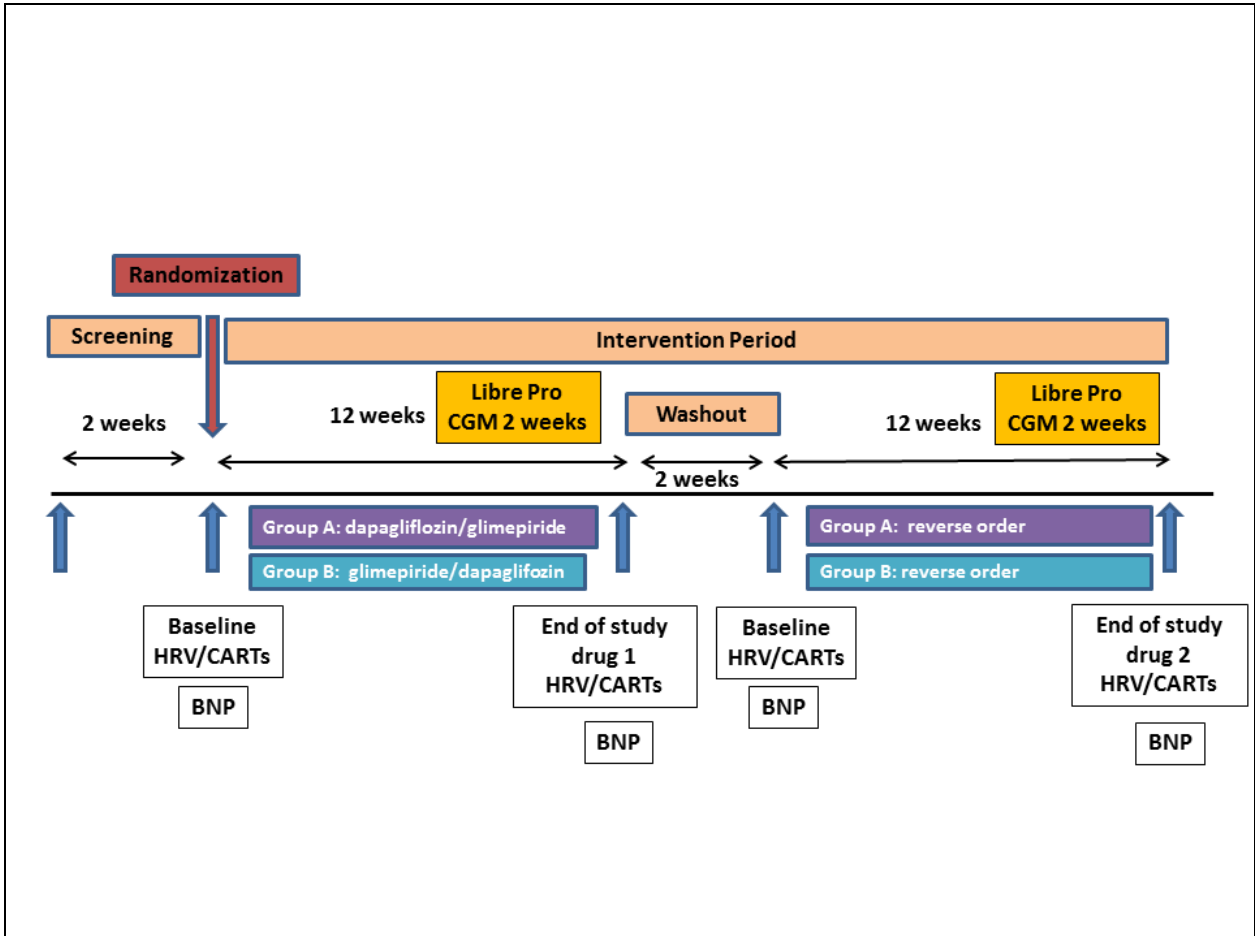 Randomization
Screening
Intervention Period
2 weeks
12 weeks
Libre Pro
CGM 2 weeks
Washout
2 weeks
12 weeks
Libre Pro
CGM 2 weeks
Group A: dapagliflozin/glimepiride
Group B:  glimepiride/dapaglifozin
Group A:  reverse order
Group B: reverse order
Baseline
HRV/CARTs
BNP
End of study
drug 1
HRV/CARTs
BNP
Baseline
HRV/CARTs
BNP
End of study
drug 2
HRV/CARTs
BNP